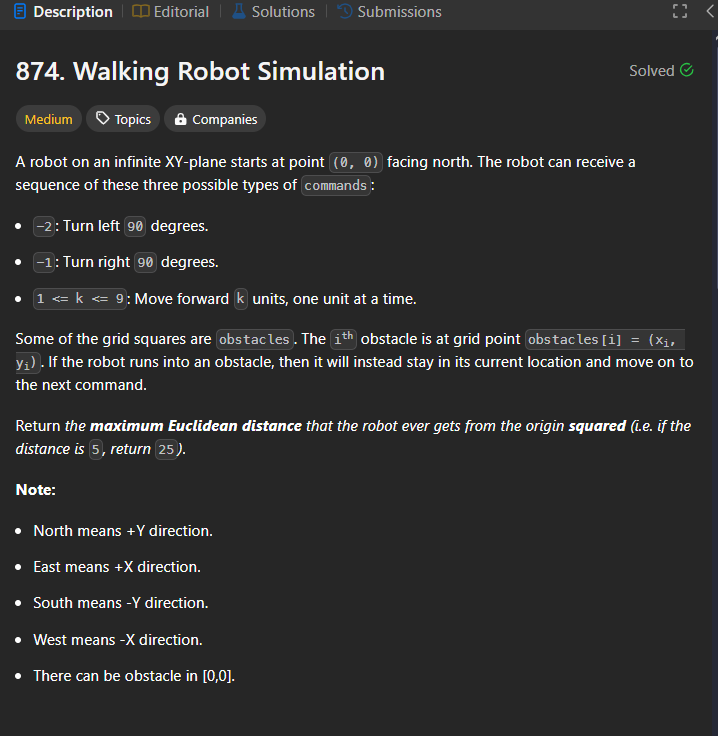 Description Editorial Solutions Submissions
874. Walking Robot Simulation
Solved
Medium Topics Companies
A robot on an infinite XY-plane starts at point (0, 0) facing north. The robot can receive a
sequence of these three possible types of commands:
-2: Turn left 90 degrees.
-1: Turn right 90 degrees.
1 <= k <= 9: Move forward k units, one unit at a time.
Some of the grid squares are obstacles. The ith obstacle is at grid point obstacles[i] = (xi,
yi). If the robot runs into an obstacle, then it will instead stay in its current location and move on to
the next command.
Return the maximum Euclidean distance that the robot ever gets from the origin squared (i.e. if the
distance is 5, return 25).
Note:
North means +Y direction.
East means +X direction.
South means -Y direction.
West means -X direction.
There can be obstacle in [0,0].